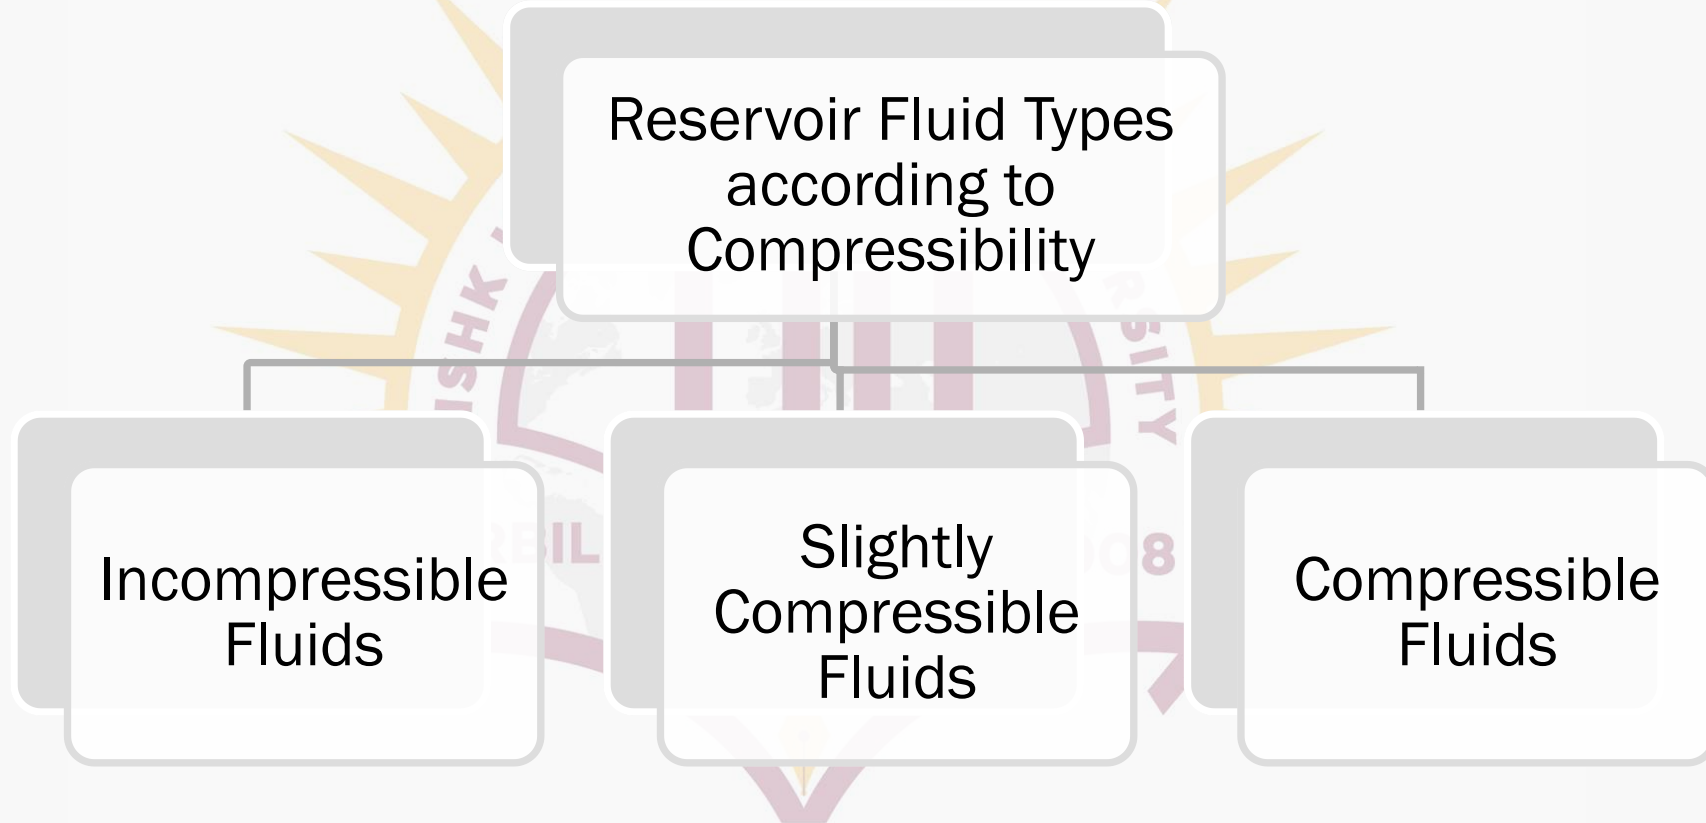 Reservoir Fluid Types
according to
Compressibility
Incompressible
Fluids
Slightly
Compressible
Fluids
Compressible
Fluids